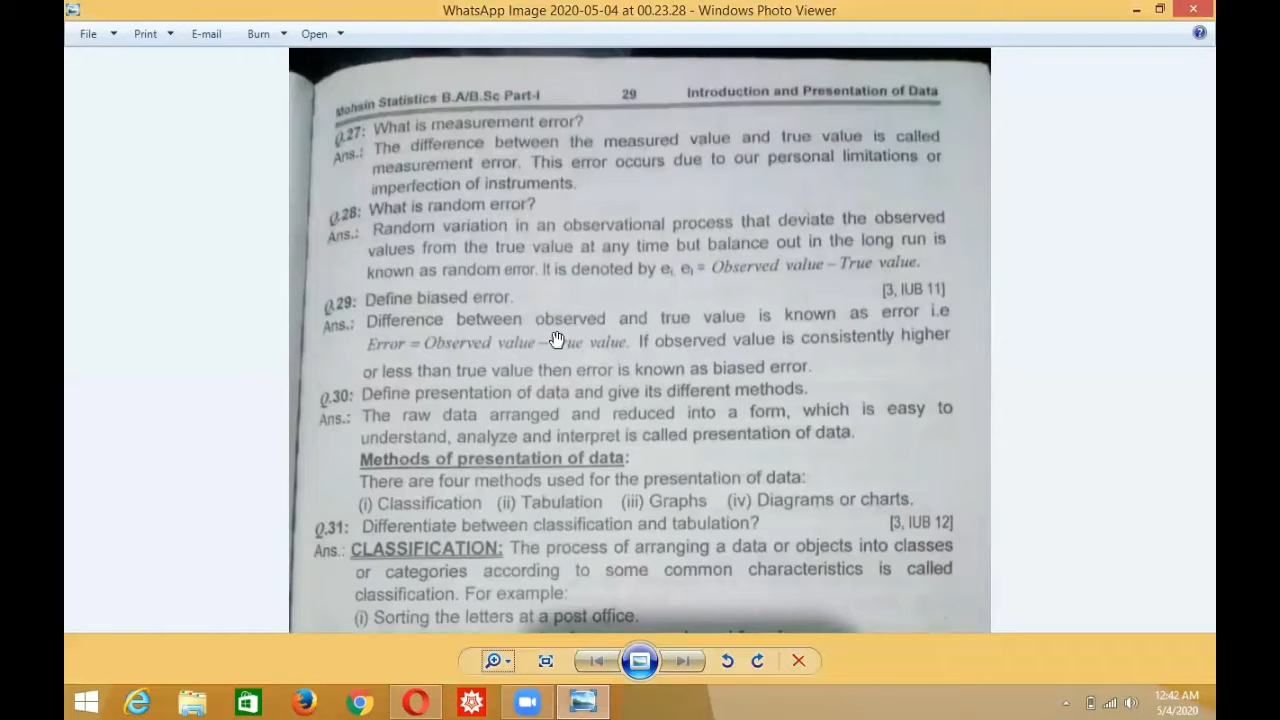 WhatsApp Image 2020-05-04 at 00.23.28 - Windows Photo Viewer
File Print E-mail Burn Open
Mohsin Statistics B.A/B.Sc Part-I 29 Introduction and Presentation of Data
Q.27: What is measurement error?
Ans.: The difference between the measured value and true value is called
measurement error. This error occurs due to our personal limitations or
imperfection of instruments.
Q.28: What is random error?
Ans.: Random variation in an observational process that deviate the observed
values from the true value at any time but balance out in the long run is
known as random error. It is denoted by ei, ei = Observed value – True value.
Q.29: Define biased error. [3, IUB 11]
Ans.: Difference between observed and true value is known as error i.e
Error = Observed value – value. If observed value is consistently higher
or less than true value then error is known as biased error.
Q.30: Define presentation of data and give its different methods.
Ans.: The raw data arranged and reduced into a form, which is easy to
understand, analyze and interpret is called presentation of data.
Methods of presentation of data:
There are four methods used for the presentation of data:
(i) Classification (ii) Tabulation (iii) Graphs (iv) Diagrams or charts.
Q.31: Differentiate between classification and tabulation? [3, IUB 12]
Ans.: CLASSIFICATION: The process of arranging a data or objects into classes
or categories according to some common characteristics is called
classification. For example:
(i) Sorting the letters at a post office.
12:42 AM
5/4/2020